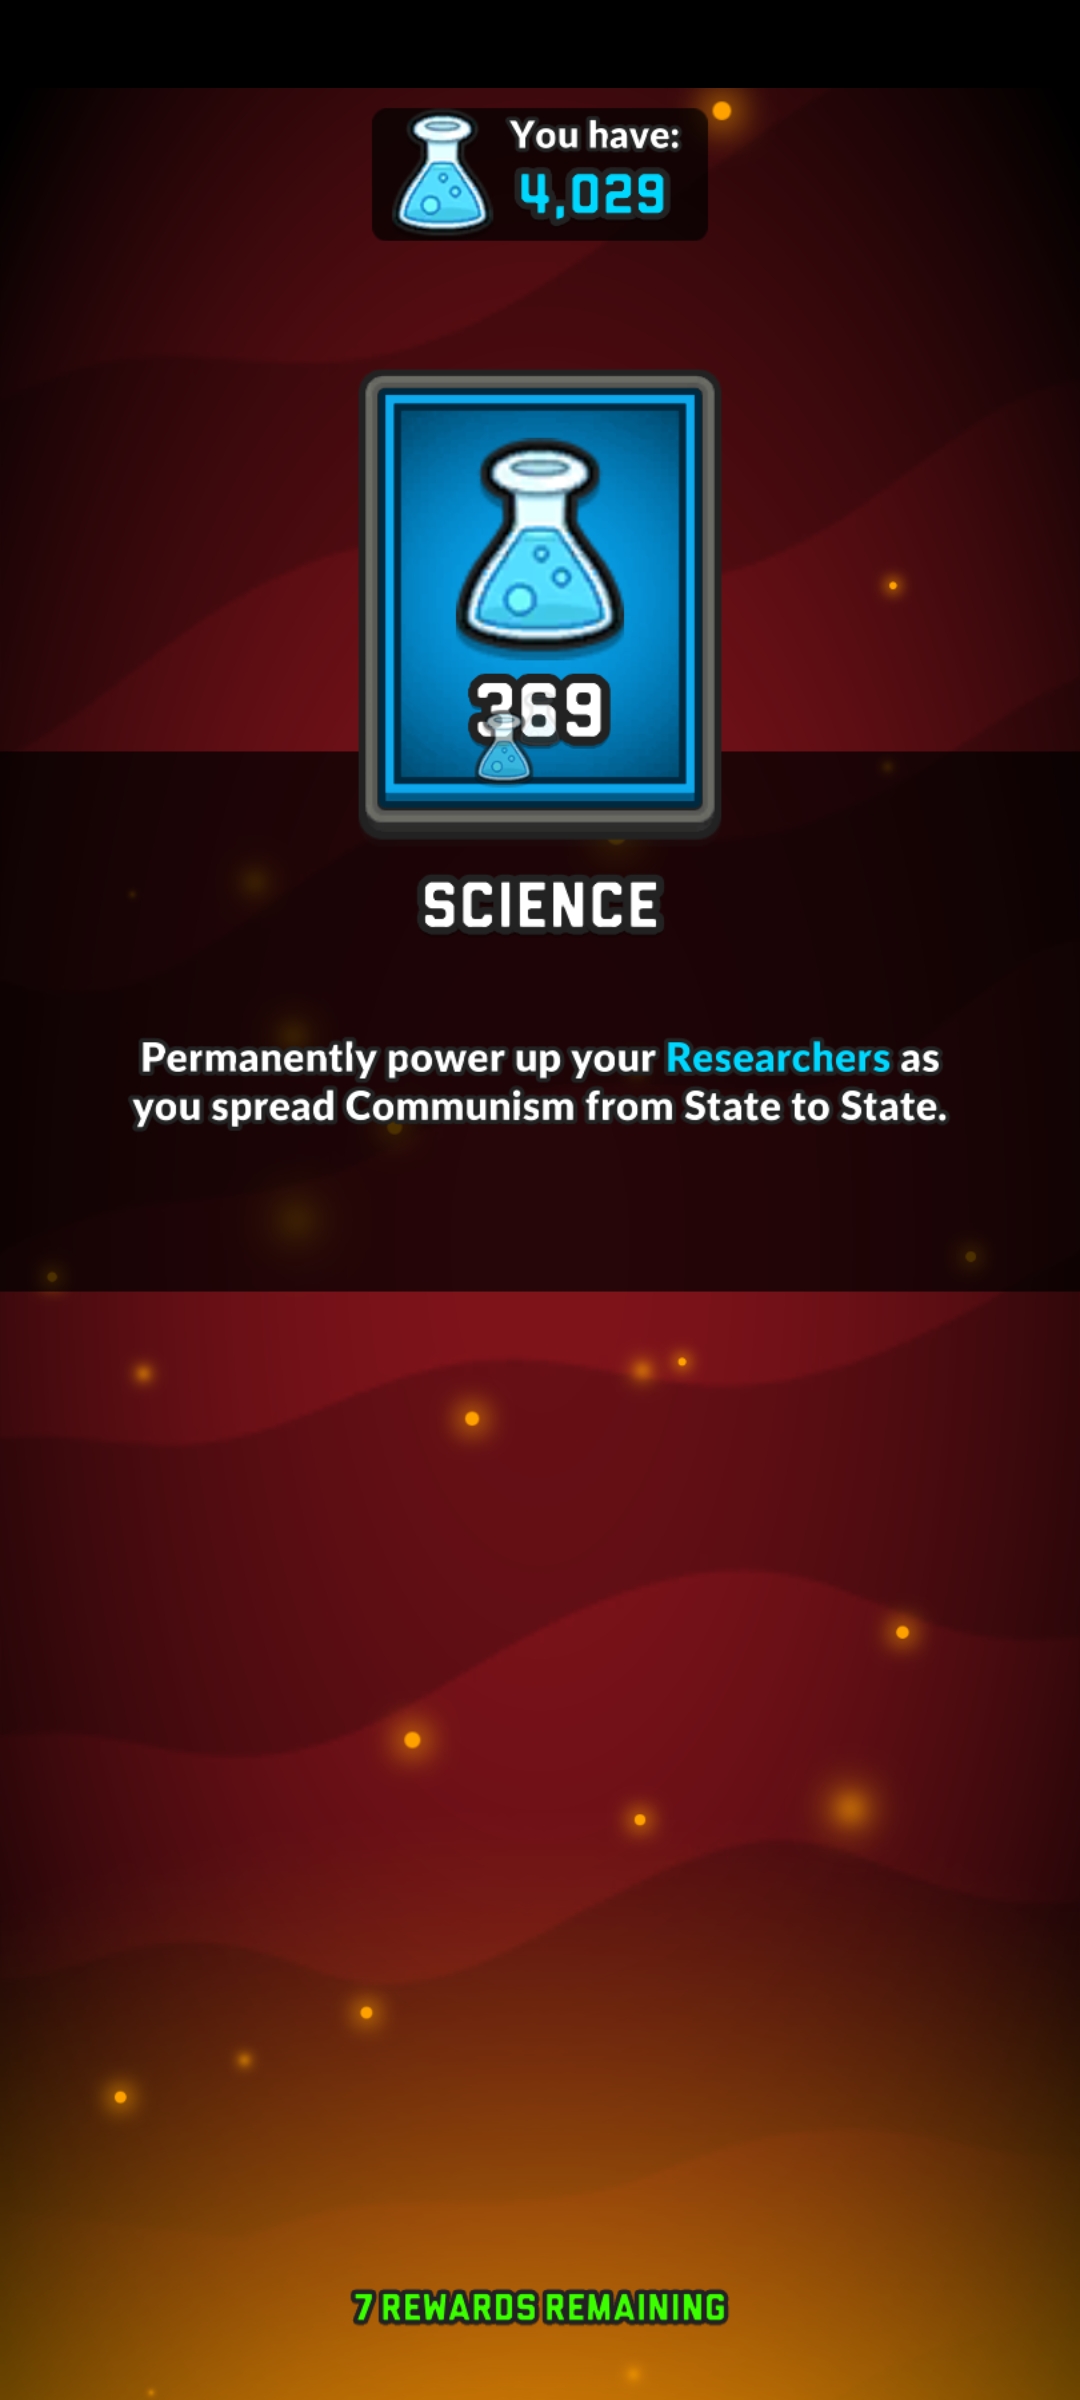 You have:
4,029
369
SCIENCE
Permanently power up your Researchers as
you spread Communism from State to State.
7 REWARDS REMAINING